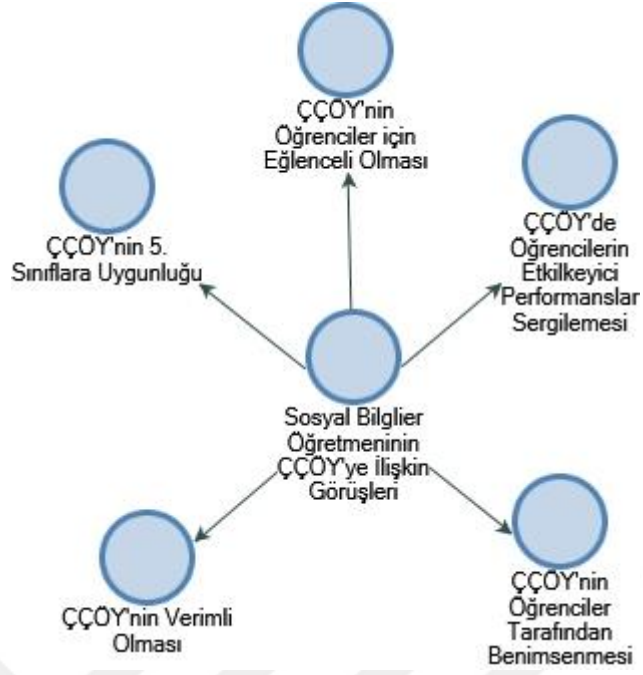 ÇÇÖY'nin
Öğrenciler için
Eğlenceli Olması
ÇÇÖY'nin 5.
Sınıflara Uygunluğu
ÇÇÖY'de
Öğrencilerin
Etkilkeyici
Performanslar
Sergilemesi
Sosyal Bilglier
Öğretmeninin
ÇÇÖY'ye İlişkin
Görüşleri
ÇÇÖY'nin Verimli
Olması
ÇÇÖY'nin
Öğrenciler
Tarafından
Benimsenmesi